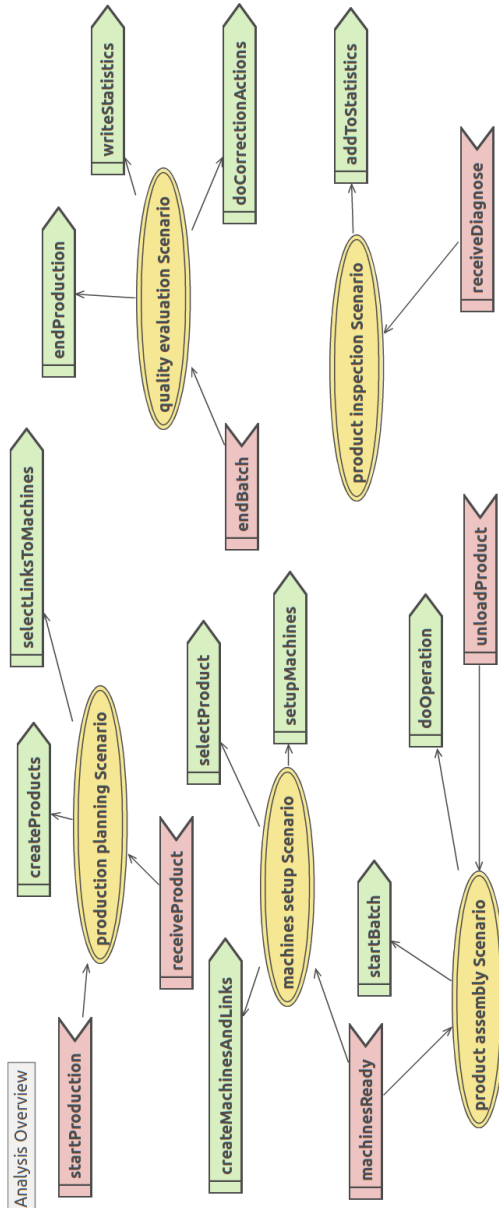 Analysis Overview
startProduction
createProducts
selectLinksToMachines
production planning Scenario
receiveProduct
endProduction
writeStatistics
quality evaluation Scenario
doCorrectionActions
endBatch
createMachinesAndLinks
selectProduct
machines setup Scenario
setupMachines
machinesReady
startBatch
doOperation
product assembly Scenario
unloadProduct
addToStatistics
product inspection Scenario
receiveDiagnose